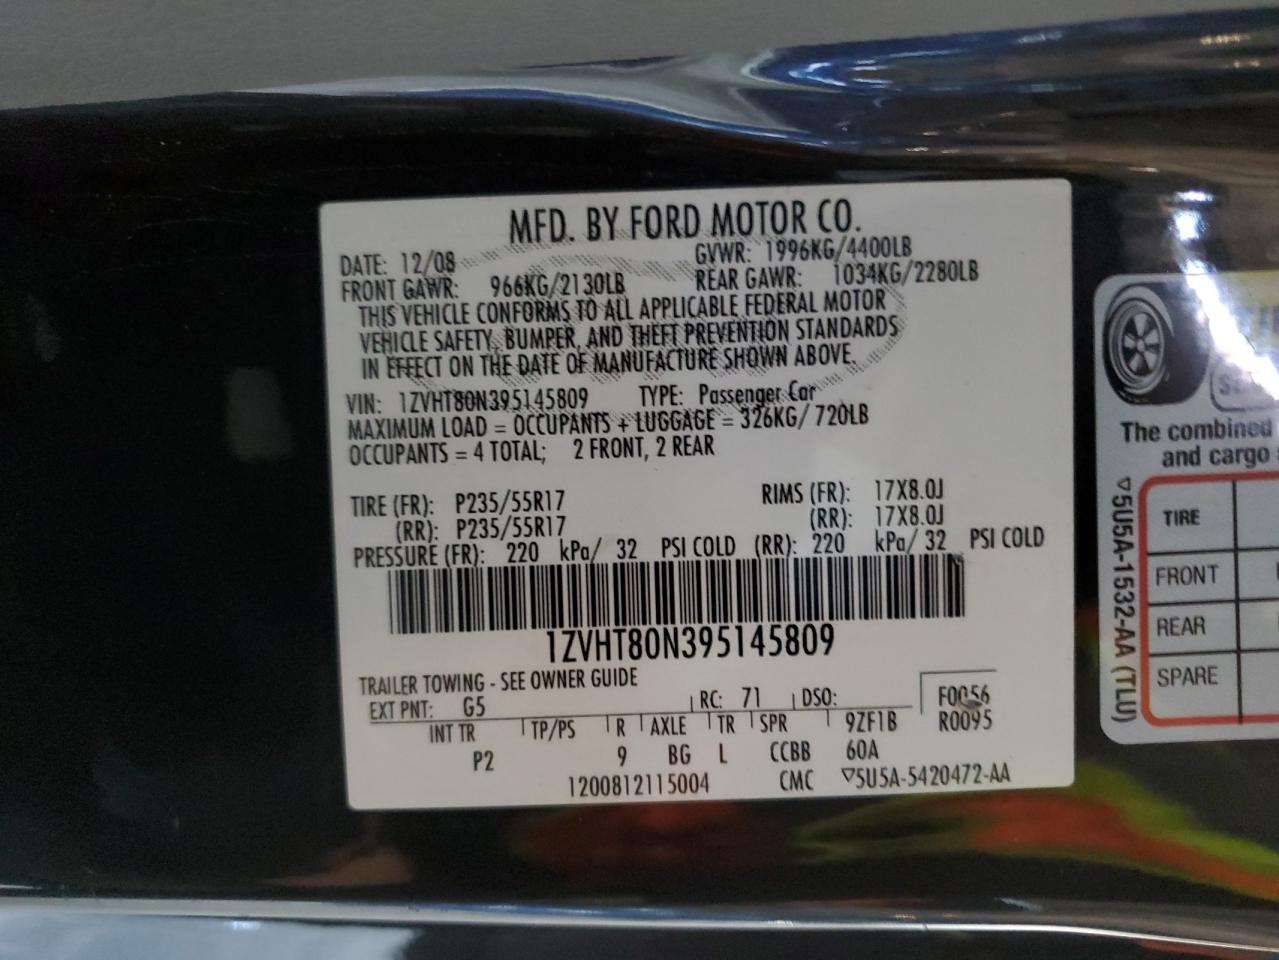 MFD. BY FORD MOTOR CO.
DATE: 12/08 GVWR: 1996KG/4400LB
FRONT GAWR: 966KG/2130LB REAR GAWR: 1034KG/2280LB
THIS VEHICLE CONFORMS TO ALL APPLICABLE FEDERAL MOTOR
VEHICLE SAFETY, BUMPER, AND THEFT PREVENTION STANDARDS
IN EFFECT ON THE DATE OF MANUFACTURE SHOWN ABOVE.
VIN: 1ZVHT80N395145809 TYPE: Passenger Car
MAXIMUM LOAD = OCCUPANTS + LUGGAGE = 326KG/ 720LB
OCCUPANTS = 4 TOTAL; 2 FRONT, 2 REAR
TIRE (FR): P235/55R17 RIMS (FR): 17X8.0J
(RR): P235/55R17 (RR): 17X8.0J
PRESSURE (FR): 220 kPa/ 32 PSI COLD (RR): 220 kPa/ 32 PSI COLD
1ZVHT80N395145809
TRAILER TOWING - SEE OWNER GUIDE
EXT PNT: G5 RC: 71 DSO: F0056
INT TR TP/PS R AXLE TR SPR 9ZF1B R0095
P2 9 BG L CCBB 60A
1200812115004 CMC ▽5U5A-5420472-AA
The combined
and cargo
▽5U5A-1532-AA (TLU)
TIRE
FRONT
REAR
SPARE